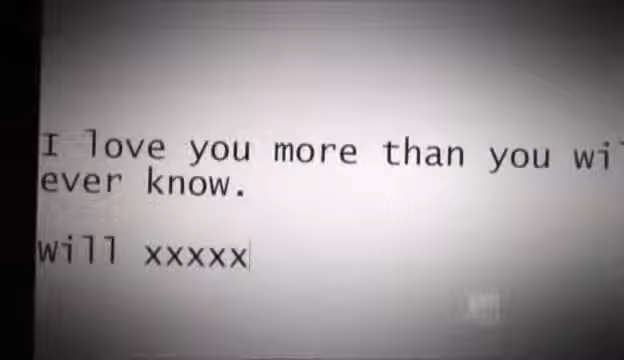 I love you more than you wi
ever know.
will xxxxx